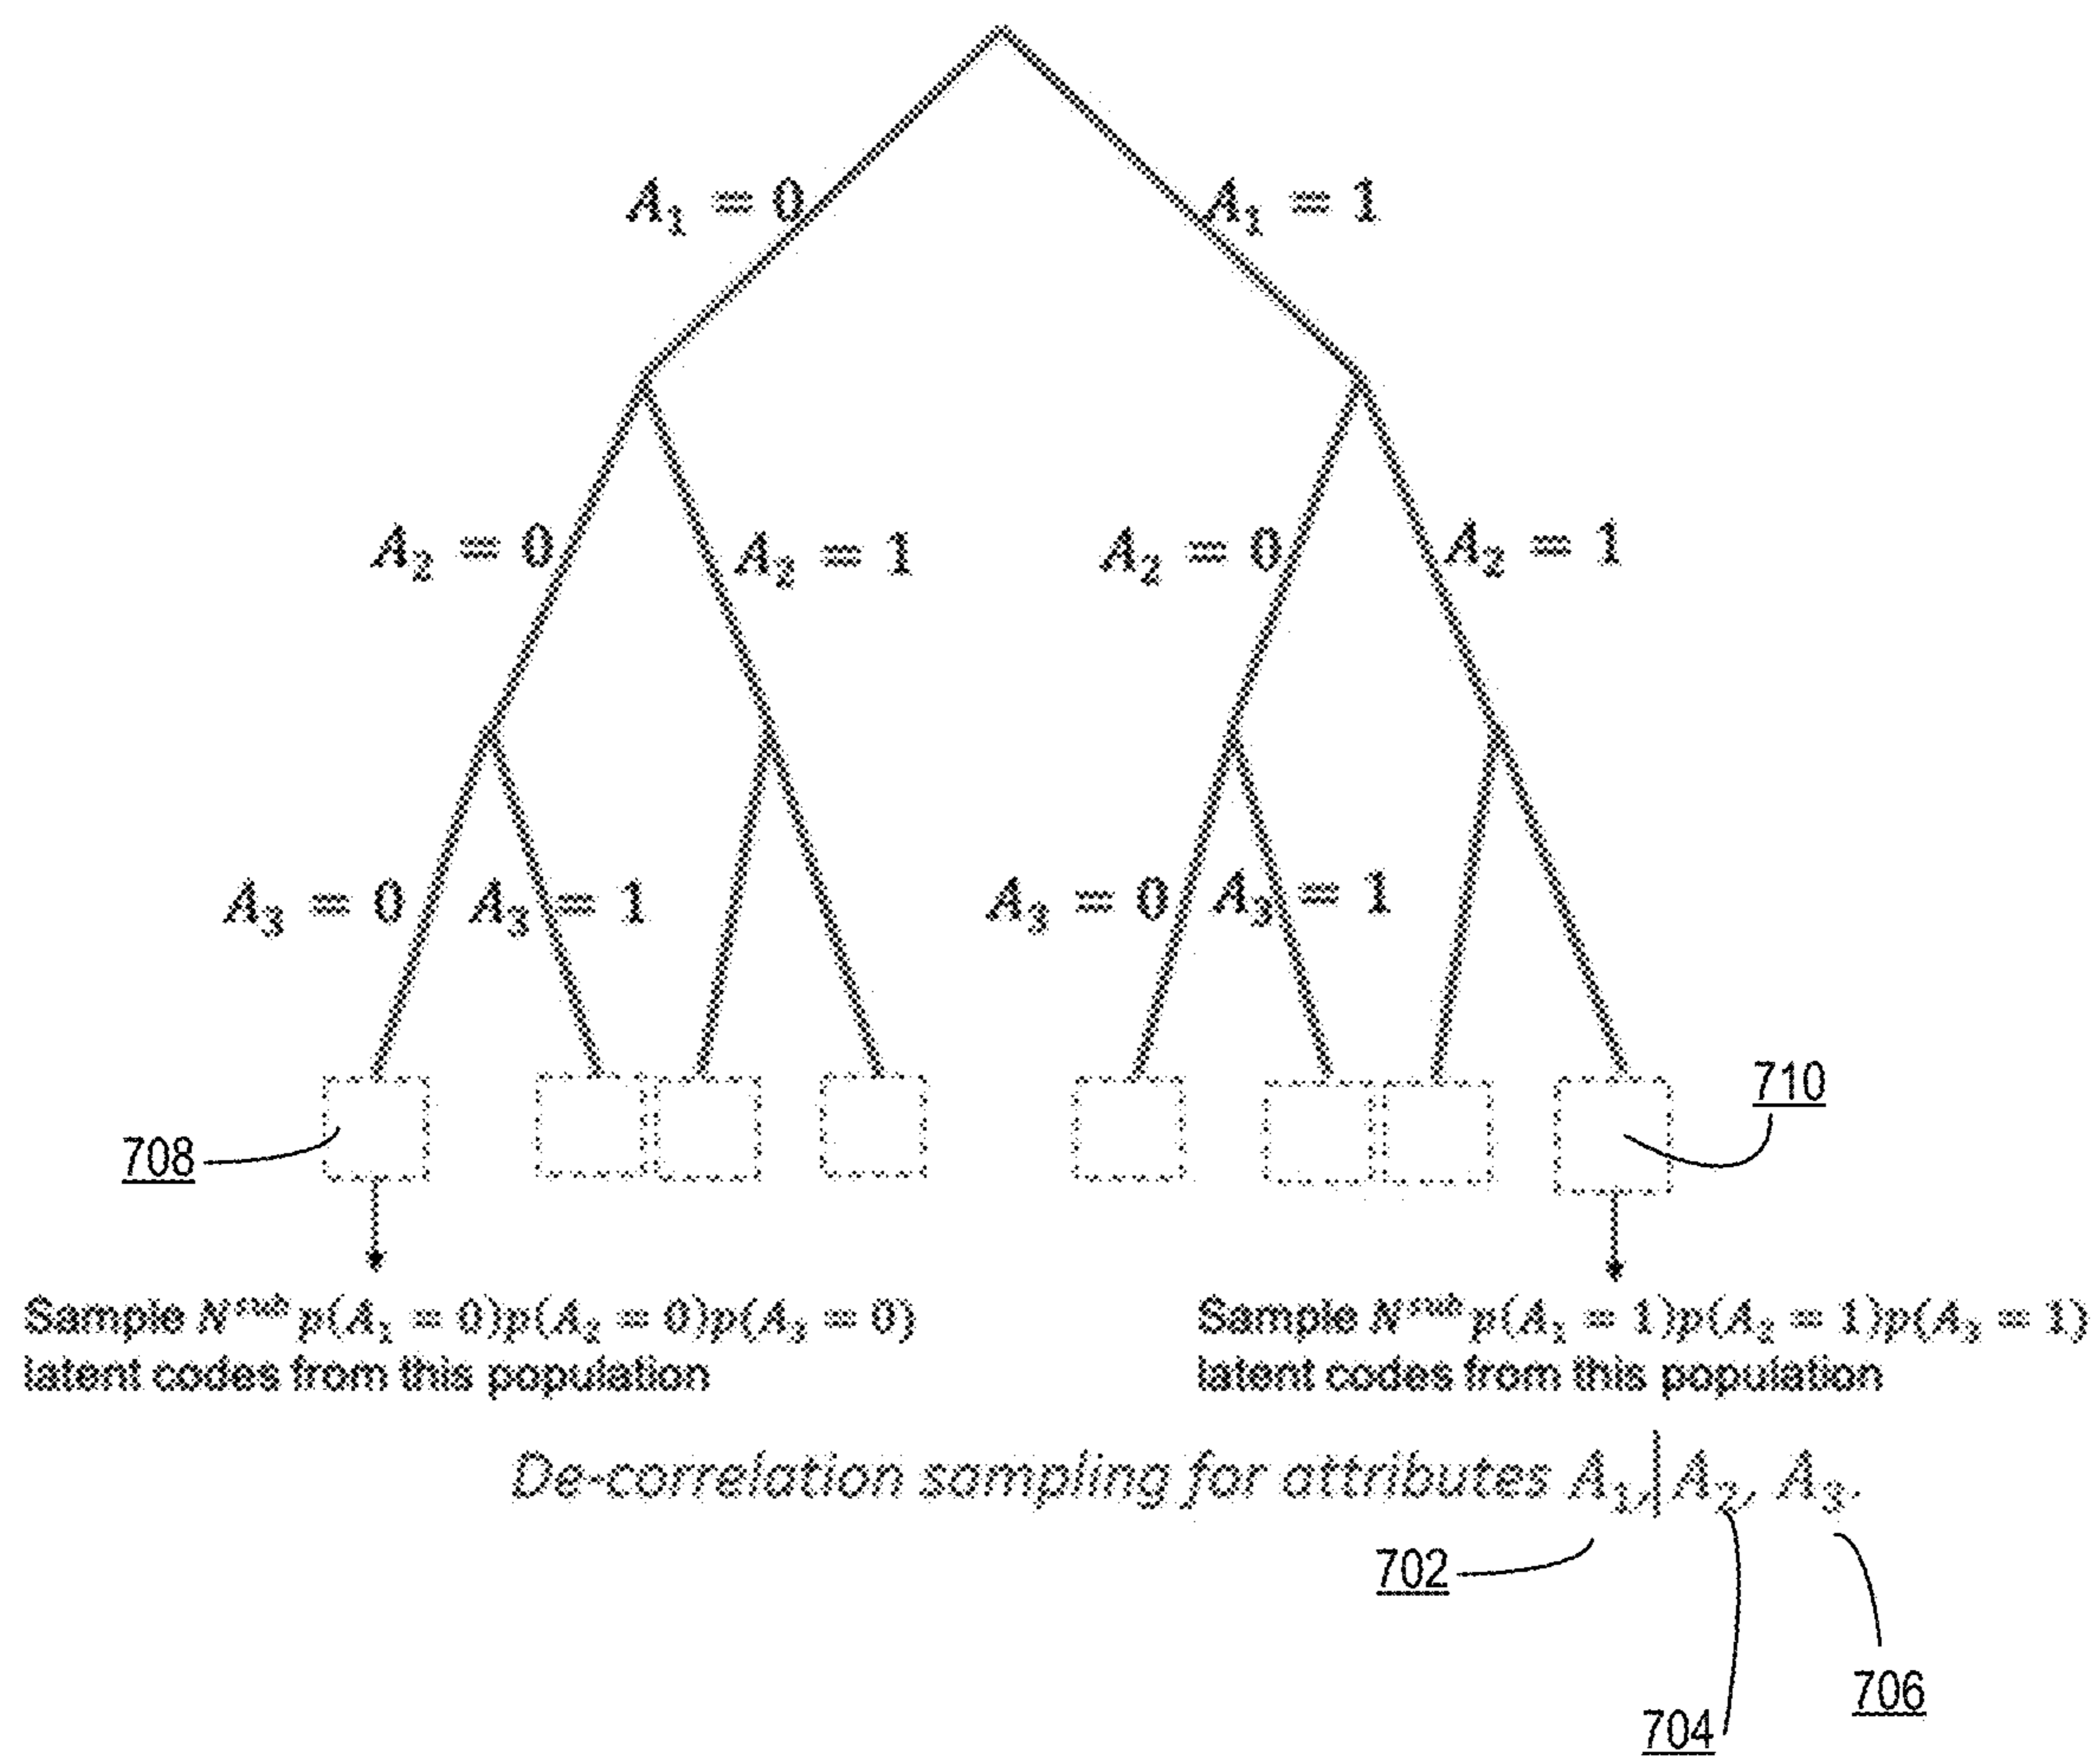 A₁ = 0 A₁ = 1
A₂ = 0 A₂ = 1 A₂ = 0 A₂ = 1
A₃ = 0 A₃ = 1 A₃ = 0 A₃ = 1
710
708
Sample N^sub p(A₁ = 0)p(A₂ = 0)p(A₃ = 0)
latent codes from this population
Sample N^sub p(A₁ = 1)p(A₂ = 1)p(A₃ = 1)
latent codes from this population
De-correlation sampling for attributes A₁, A₂, A₃.
702
706
704